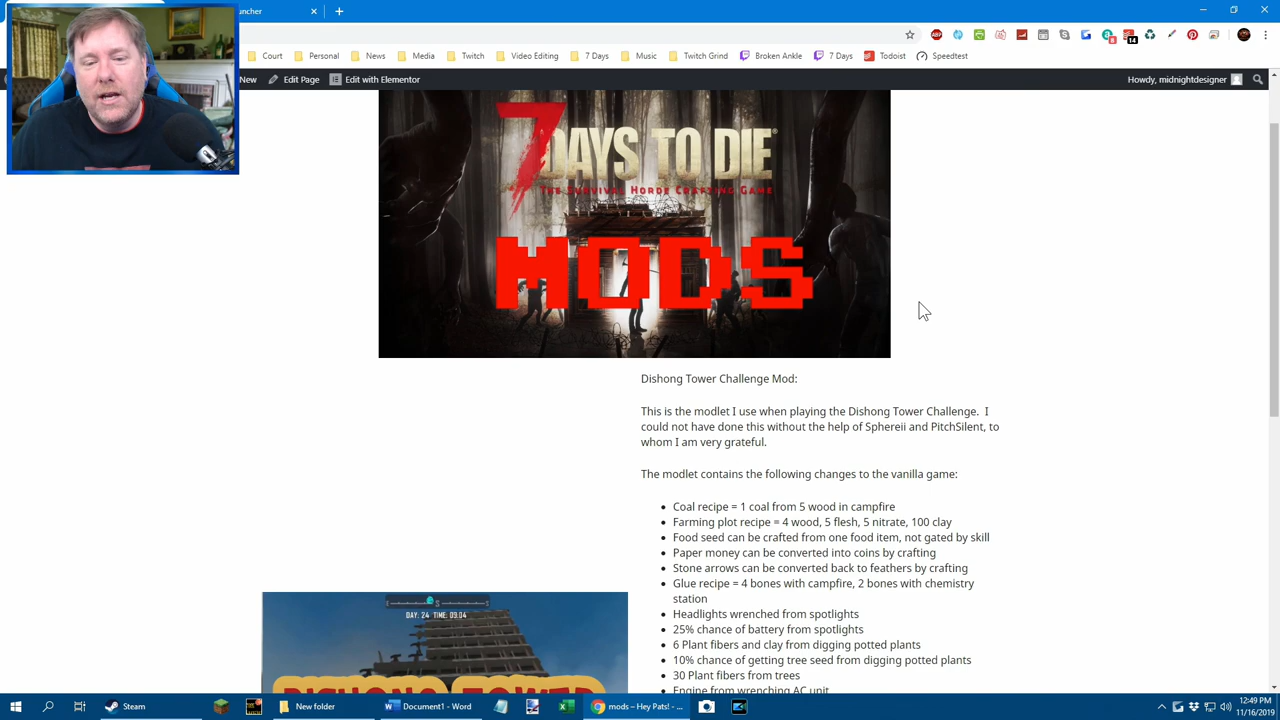 uncher
Court Personal News Media Twitch Video Editing 7 Days Music Twitch Grind Broken Ankle 7 Days Todoist Speedtest
8 14
New Edit Page Edit with Elementor Howdy, midnightdesigner
7 DAYS TO DIE
THE SURVIVAL HORDE CRAFTING GAME
MODS
Dishong Tower Challenge Mod:
This is the modlet I use when playing the Dishong Tower Challenge. I
could not have done this without the help of Sphereii and PitchSilent, to
whom I am very grateful.
The modlet contains the following changes to the vanilla game:
Coal recipe = 1 coal from 5 wood in campfire
Farming plot recipe = 4 wood, 5 flesh, 5 nitrate, 100 clay
Food seed can be crafted from one food item, not gated by skill
Paper money can be converted into coins by crafting
Stone arrows can be converted back to feathers by crafting
Glue recipe = 4 bones with campfire, 2 bones with chemistry
station
Headlights wrenched from spotlights
25% chance of battery from spotlights
6 Plant fibers and clay from digging potted plants
10% chance of getting tree seed from digging potted plants
30 Plant fibers from trees
Engine from wrenching AC unit
DAY: 24 TIME: 09:04
DISHONG TOWER
Steam New folder Document1 - Word mods – Hey Pats! - ... 12:49 PM
11/16/2019